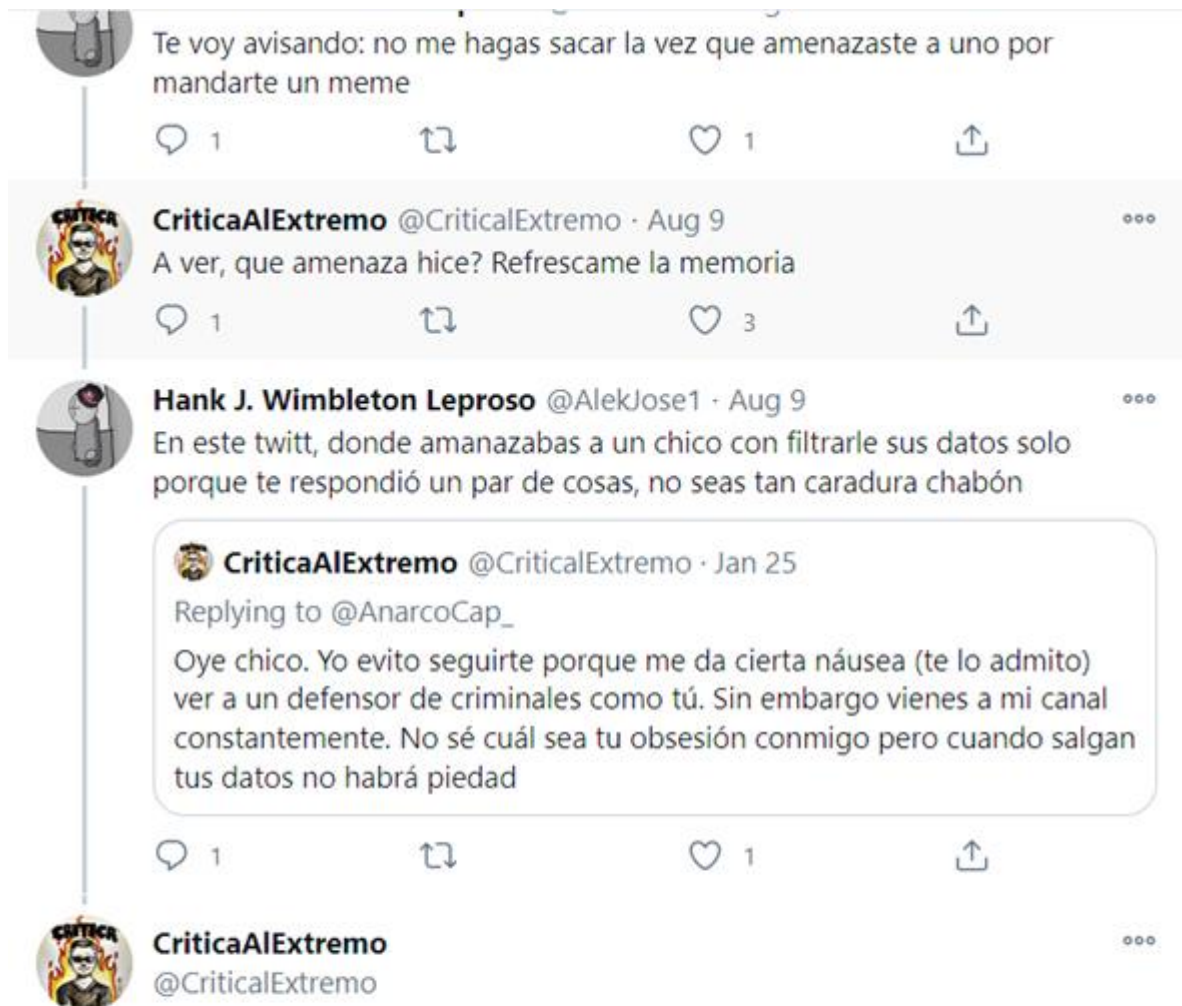 Te voy avisando: no me hagas sacar la vez que amenazaste a uno por
mandarte un meme
1
1
CRITICA
CriticaAlExtremo @CriticalExtremo · Aug 9
A ver, que amenaza hice? Refrescame la memoria
1
3
Hank J. Wimbleton Leproso @AlekJose1 · Aug 9
En este twitt, donde amanazabas a un chico con filtrarle sus datos solo
porque te respondió un par de cosas, no seas tan caradura chabón
CriticaAlExtremo @CriticalExtremo · Jan 25
Replying to @AnarcoCap_
Oye chico. Yo evito seguirte porque me da cierta náusea (te lo admito)
ver a un defensor de criminales como tú. Sin embargo vienes a mi canal
constantemente. No sé cuál sea tu obsesión conmigo pero cuando salgan
tus datos no habrá piedad
1
1
CRITICA
CriticaAlExtremo
@CriticalExtremo